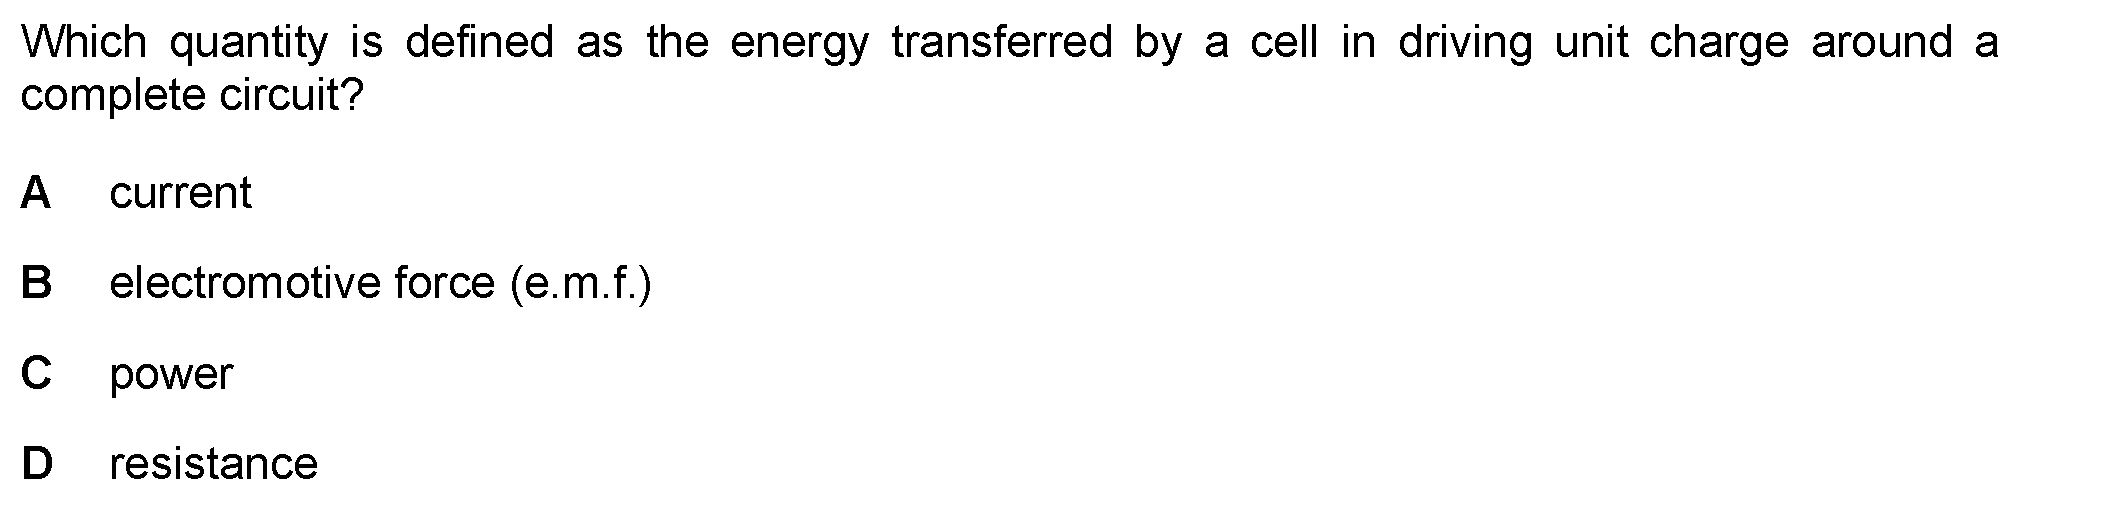 Which quantity is defined as the energy transferred by a cell in driving unit charge around a
complete circuit?
A current
B electromotive force (e.m.f.)
C power
D resistance